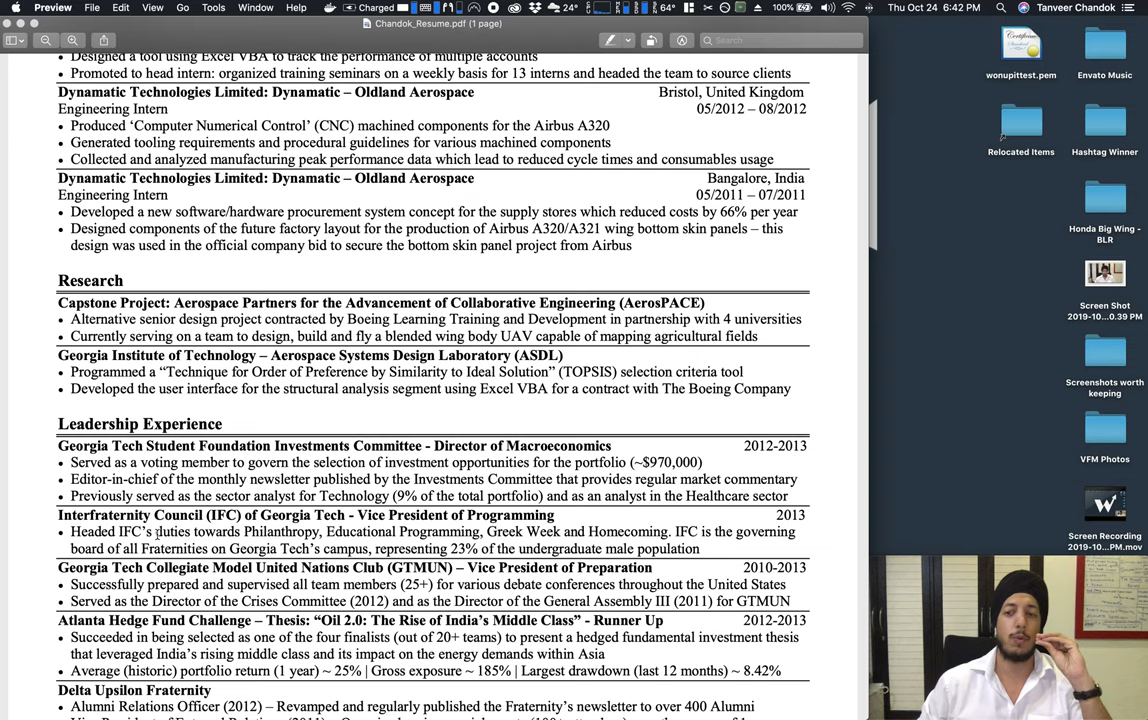 Preview File Edit View Go Tools Window Help
Charged 24° 64° 100% Thu Oct 24 6:42 PM Tanveer Chandok
Chandok_Resume.pdf (1 page)
Search
• Designed a tool using Excel VBA to track the performance of multiple accounts
• Promoted to head intern: organized training seminars on a weekly basis for 13 interns and headed the team to source clients
Dynamatic Technologies Limited: Dynamatic – Oldland Aerospace Bristol, United Kingdom
Engineering Intern 05/2012 – 08/2012
• Produced ‘Computer Numerical Control’ (CNC) machined components for the Airbus A320
• Generated tooling requirements and procedural guidelines for various machined components
• Collected and analyzed manufacturing peak performance data which lead to reduced cycle times and consumables usage
Dynamatic Technologies Limited: Dynamatic – Oldland Aerospace Bangalore, India
Engineering Intern 05/2011 – 07/2011
• Developed a new software/hardware procurement system concept for the supply stores which reduced costs by 66% per year
• Designed components of the future factory layout for the production of Airbus A320/A321 wing bottom skin panels – this
design was used in the official company bid to secure the bottom skin panel project from Airbus
Research
Capstone Project: Aerospace Partners for the Advancement of Collaborative Engineering (AerosPACE)
• Alternative senior design project contracted by Boeing Learning Training and Development in partnership with 4 universities
• Currently serving on a team to design, build and fly a blended wing body UAV capable of mapping agricultural fields
Georgia Institute of Technology – Aerospace Systems Design Laboratory (ASDL)
• Programmed a “Technique for Order of Preference by Similarity to Ideal Solution” (TOPSIS) selection criteria tool
• Developed the user interface for the structural analysis segment using Excel VBA for a contract with The Boeing Company
Leadership Experience
Georgia Tech Student Foundation Investments Committee - Director of Macroeconomics 2012-2013
• Served as a voting member to govern the selection of investment opportunities for the portfolio (~$970,000)
• Editor-in-chief of the monthly newsletter published by the Investments Committee that provides regular market commentary
• Previously served as the sector analyst for Technology (9% of the total portfolio) and as an analyst in the Healthcare sector
Interfraternity Council (IFC) of Georgia Tech - Vice President of Programming 2013
• Headed IFC’s duties towards Philanthropy, Educational Programming, Greek Week and Homecoming. IFC is the governing
board of all Fraternities on Georgia Tech’s campus, representing 23% of the undergraduate male population
Georgia Tech Collegiate Model United Nations Club (GTMUN) – Vice President of Preparation 2010-2013
• Successfully prepared and supervised all team members (25+) for various debate conferences throughout the United States
• Served as the Director of the Crises Committee (2012) and as the Director of the General Assembly III (2011) for GTMUN
Atlanta Hedge Fund Challenge – Thesis: “Oil 2.0: The Rise of India’s Middle Class” - Runner Up 2012-2013
• Succeeded in being selected as one of the four finalists (out of 20+ teams) to present a hedged fundamental investment thesis
that leveraged India’s rising middle class and its impact on the energy demands within Asia
• Average (historic) portfolio return (1 year) ~ 25% | Gross exposure ~ 185% | Largest drawdown (last 12 months) ~ 8.42%
Delta Upsilon Fraternity
• Alumni Relations Officer (2012) – Revamped and regularly published the Fraternity’s newsletter to over 400 Alumni
wonupittest.pem
Envato Music
Relocated Items
Hashtag Winner
Honda Big Wing -
BLR
Screen Shot
2019-10...0.39 PM
Screenshots worth
keeping
VFM Photos
Screen Recording
2019-10...PM.mov